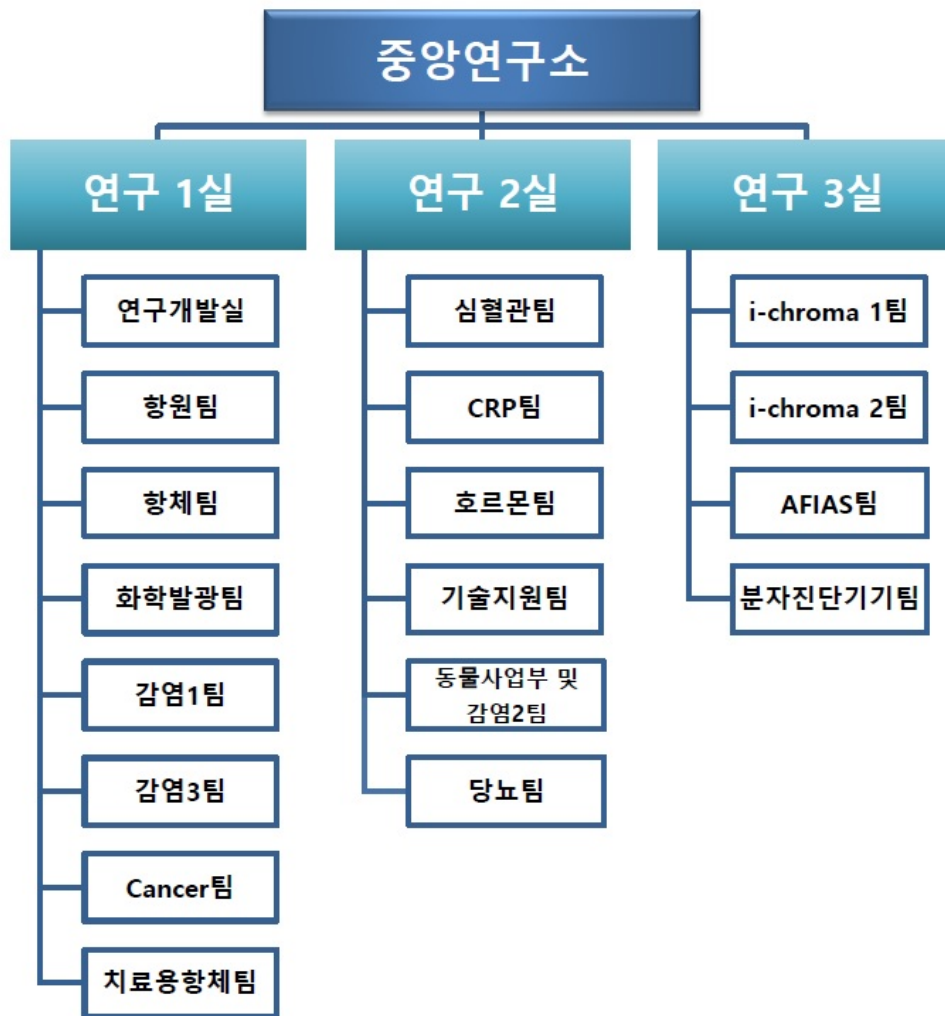 중앙연구소
연구 1실
연구개발실
항원팀
항체팀
화학발광팀
감염1팀
감염3팀
Cancer팀
치료용항체팀
연구 2실
심혈관팀
CRP팀
호르몬팀
기술지원팀
동물사업부 및
감염2팀
당뇨팀
연구 3실
i-chroma 1팀
i-chroma 2팀
AFIAS팀
분자진단기기팀